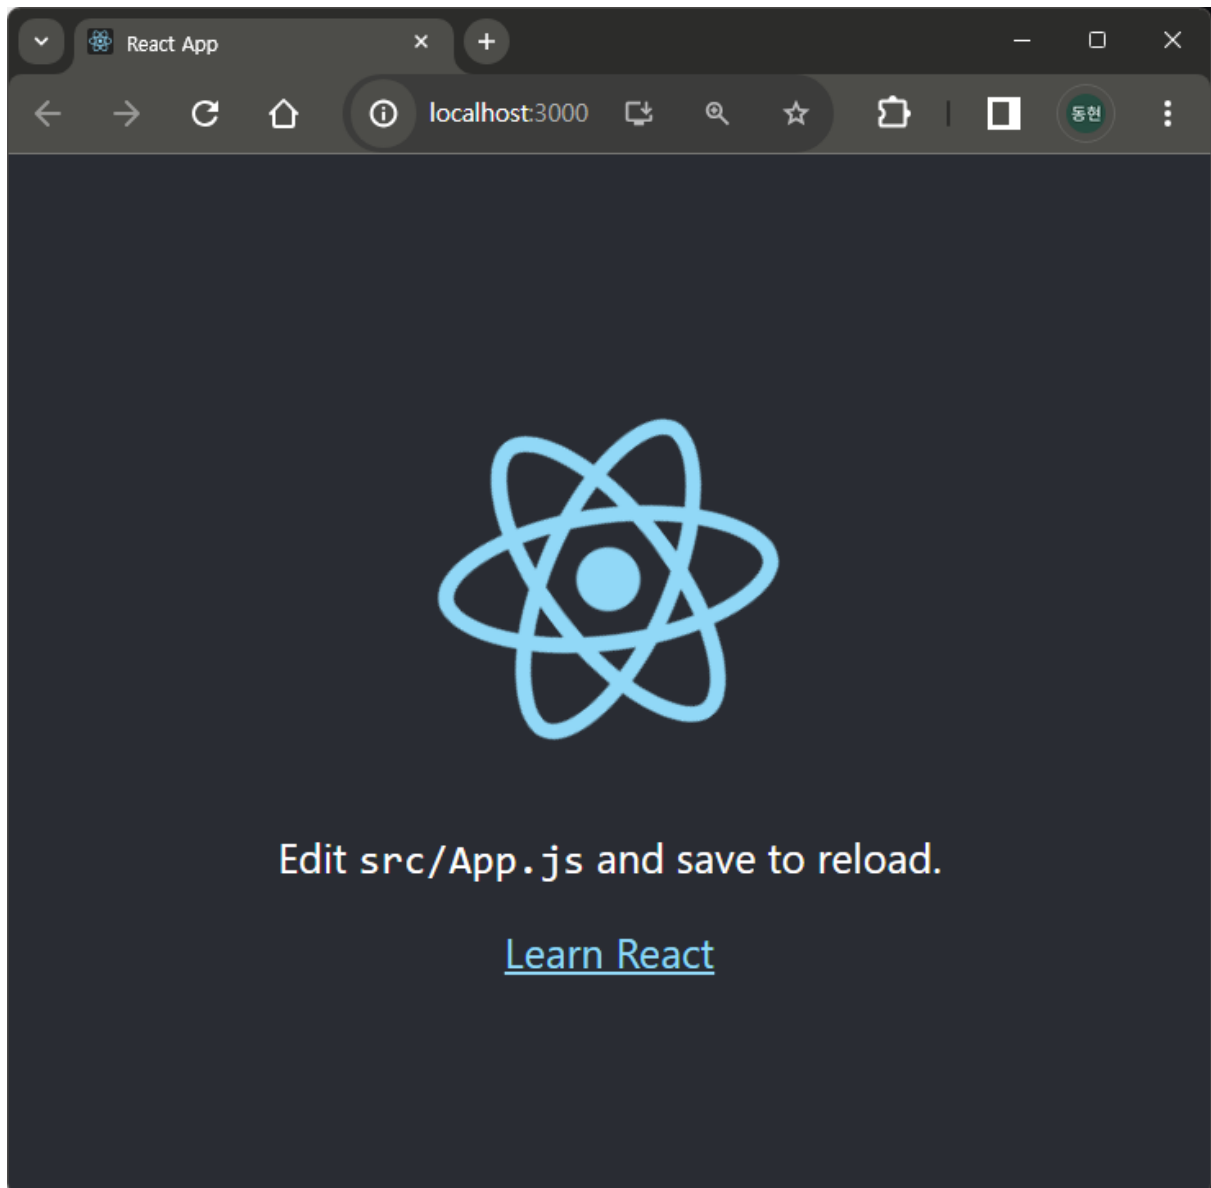 React App
localhost:3000
동현
Edit src/App.js and save to reload.
Learn React